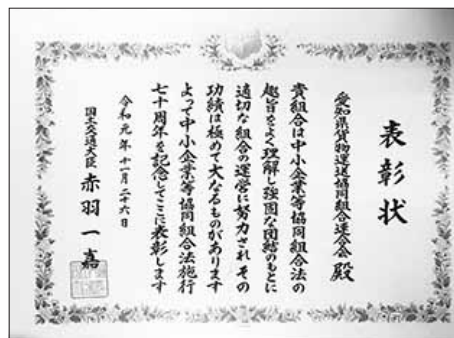 表彰状
愛知県貨物運送協同組合連合会 殿
貴組合は中小企業等協同組合法の
趣旨をよく理解し強固な団結のもとに
適切な組合の運営に努力され その
功績は極めて大なるものがあります
よって中小企業等協同組合法施行
七十周年を記念してここに表彰します
令和元年十一月二十六日
国土交通大臣 赤羽一嘉